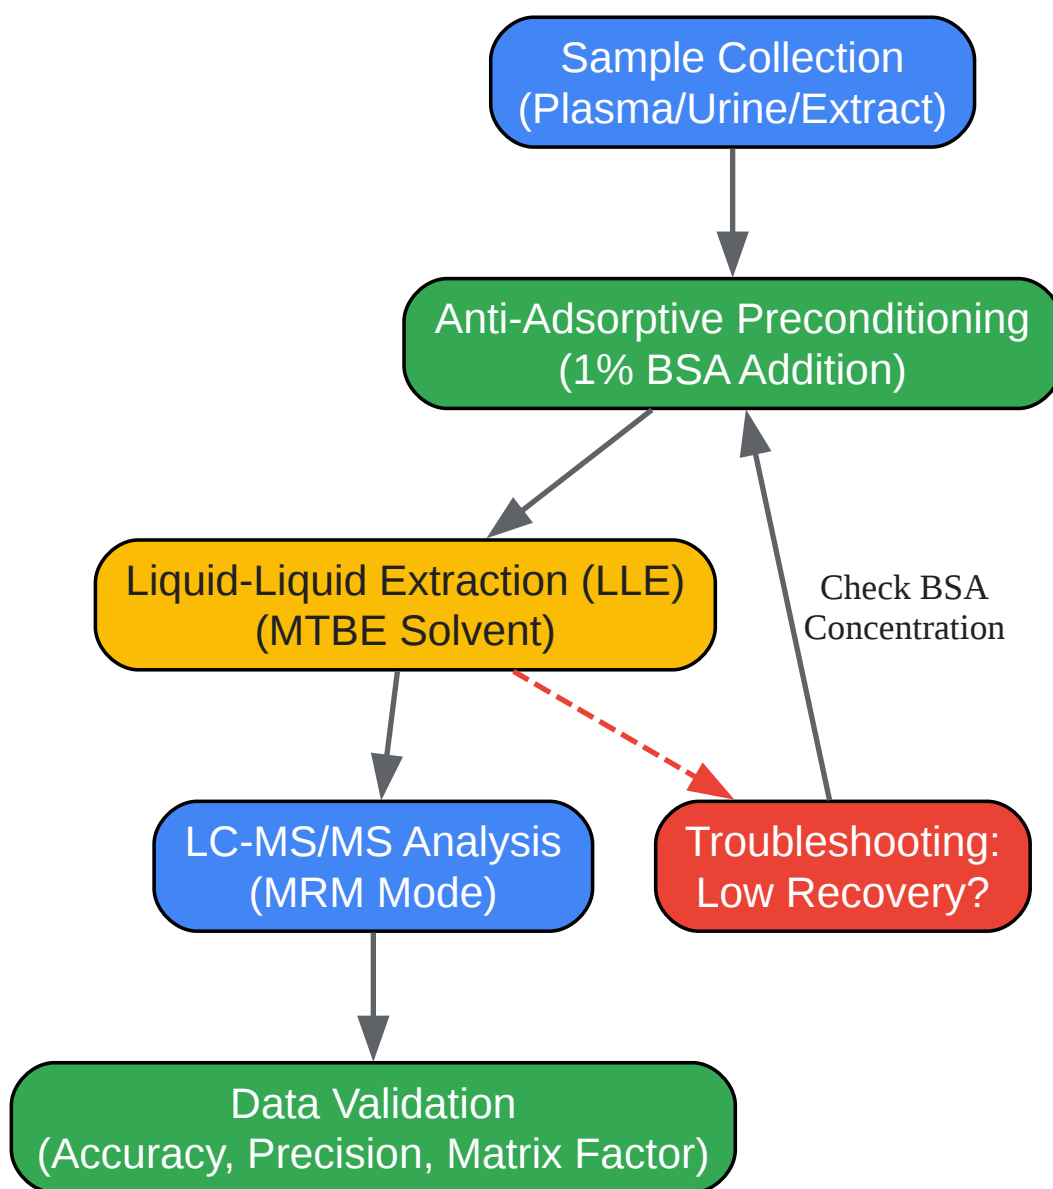 Sample Collection
(Plasma/Urine/Extract)
Anti-Adsorptive Preconditioning
(1% BSA Addition)
Liquid-Liquid Extraction (LLE)
(MTBE Solvent)
Check BSA
Concentration
LC-MS/MS Analysis
(MRM Mode)
Troubleshooting:
Low Recovery?
Data Validation
(Accuracy, Precision, Matrix Factor)